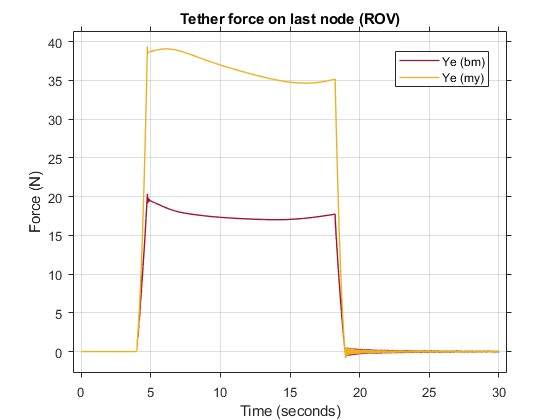 Tether force on last node (ROV)
Ye (bm)
Ye (my)
Force (N)
40
35
30
25
20
15
10
5
0
0 5 10 15 20 25 30
Time (seconds)